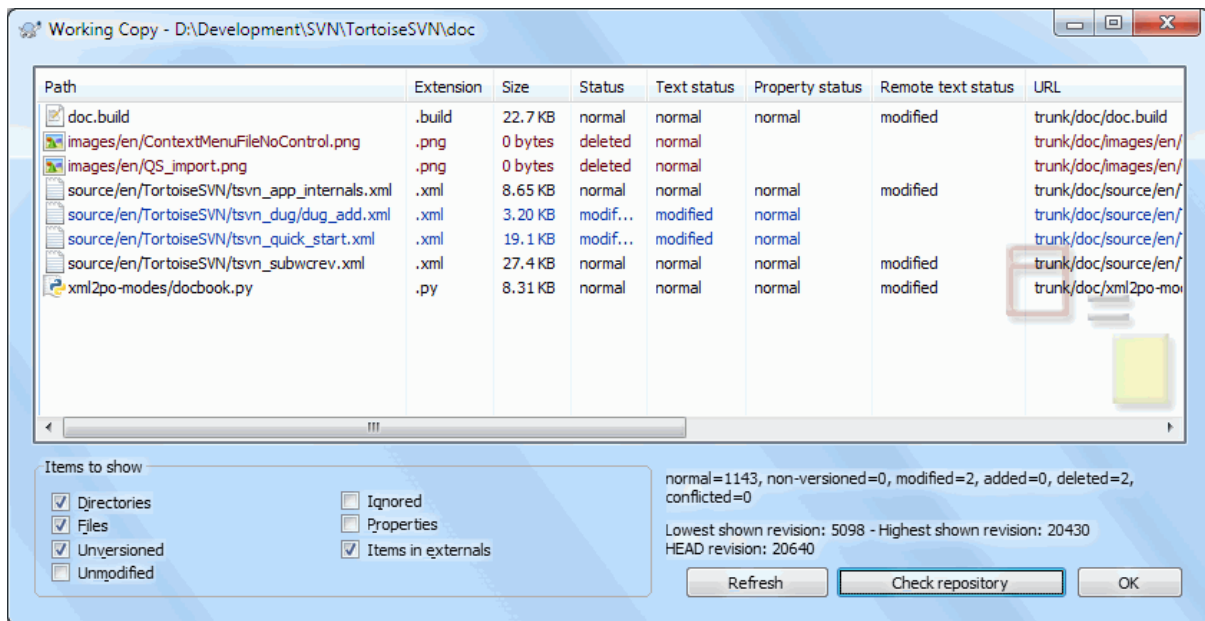 Working Copy - D:\Development\SVN\TortoiseSVN\doc
Path Extension Size Status Text status Property status Remote text status URL
doc.build .build 22.7 KB normal normal normal modified trunk/doc/doc.build
images/en/ContextMenuFileNoControl.png .png 0 bytes deleted normal trunk/doc/images/en/
images/en/QS_import.png .png 0 bytes deleted normal trunk/doc/images/en/
source/en/TortoiseSVN/tsvn_app_internals.xml .xml 8.65 KB normal normal normal modified trunk/doc/source/en/
source/en/TortoiseSVN/tsvn_dug/dug_add.xml .xml 3.20 KB modif... modified normal trunk/doc/source/en/
source/en/TortoiseSVN/tsvn_quick_start.xml .xml 19.1 KB modif... modified normal trunk/doc/source/en/
source/en/TortoiseSVN/tsvn_subwcrev.xml .xml 27.4 KB normal normal normal modified trunk/doc/source/en/
xml2po-modes/docbook.py .py 8.31 KB normal normal normal modified trunk/doc/xml2po-mo
Items to show
Directories Ignored
Files Properties
Unversioned Items in externals
Unmodified
normal=1143, non-versioned=0, modified=2, added=0, deleted=2,
conflicted=0
Lowest shown revision: 5098 - Highest shown revision: 20430
HEAD revision: 20640
Refresh Check repository OK